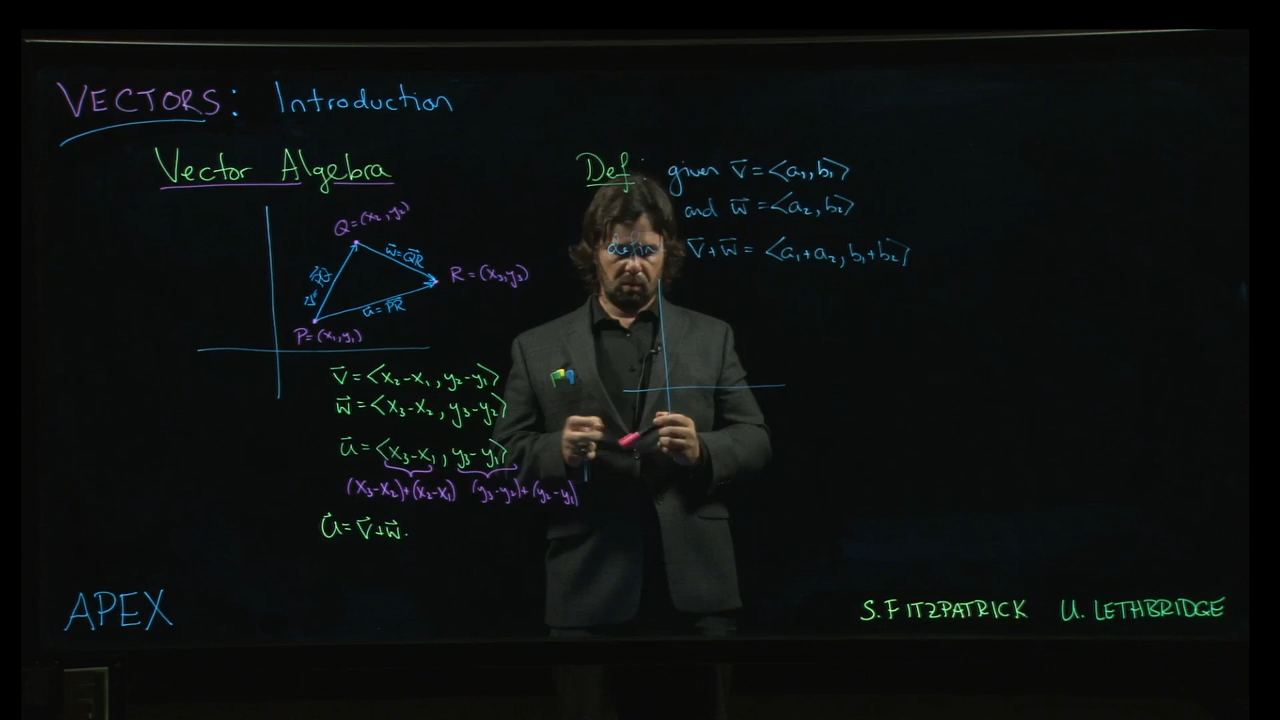 VECTORS: Introduction
Vector Algebra
Q=(x₂,y₂)
v⃗=P⃗Q⃗
w⃗=Q⃗R⃗
R=(x₃,y₃)
u⃗=P⃗R⃗
P=(x₁,y₁)
v⃗=⟨x₂-x₁, y₂-y₁⟩
w⃗=⟨x₃-x₂, y₃-y₂⟩
u⃗=⟨x₃-x₁, y₃-y₁⟩
(x₃-x₂)+(x₂-x₁) (y₃-y₂)+(y₂-y₁)
u⃗=v⃗+w⃗.
Def: given v⃗=⟨a₁,b₁⟩
and w⃗=⟨a₂,b₂⟩
define v⃗+w⃗=⟨a₁+a₂, b₁+b₂⟩
APEX
S. FITZPATRICK U. LETHBRIDGE